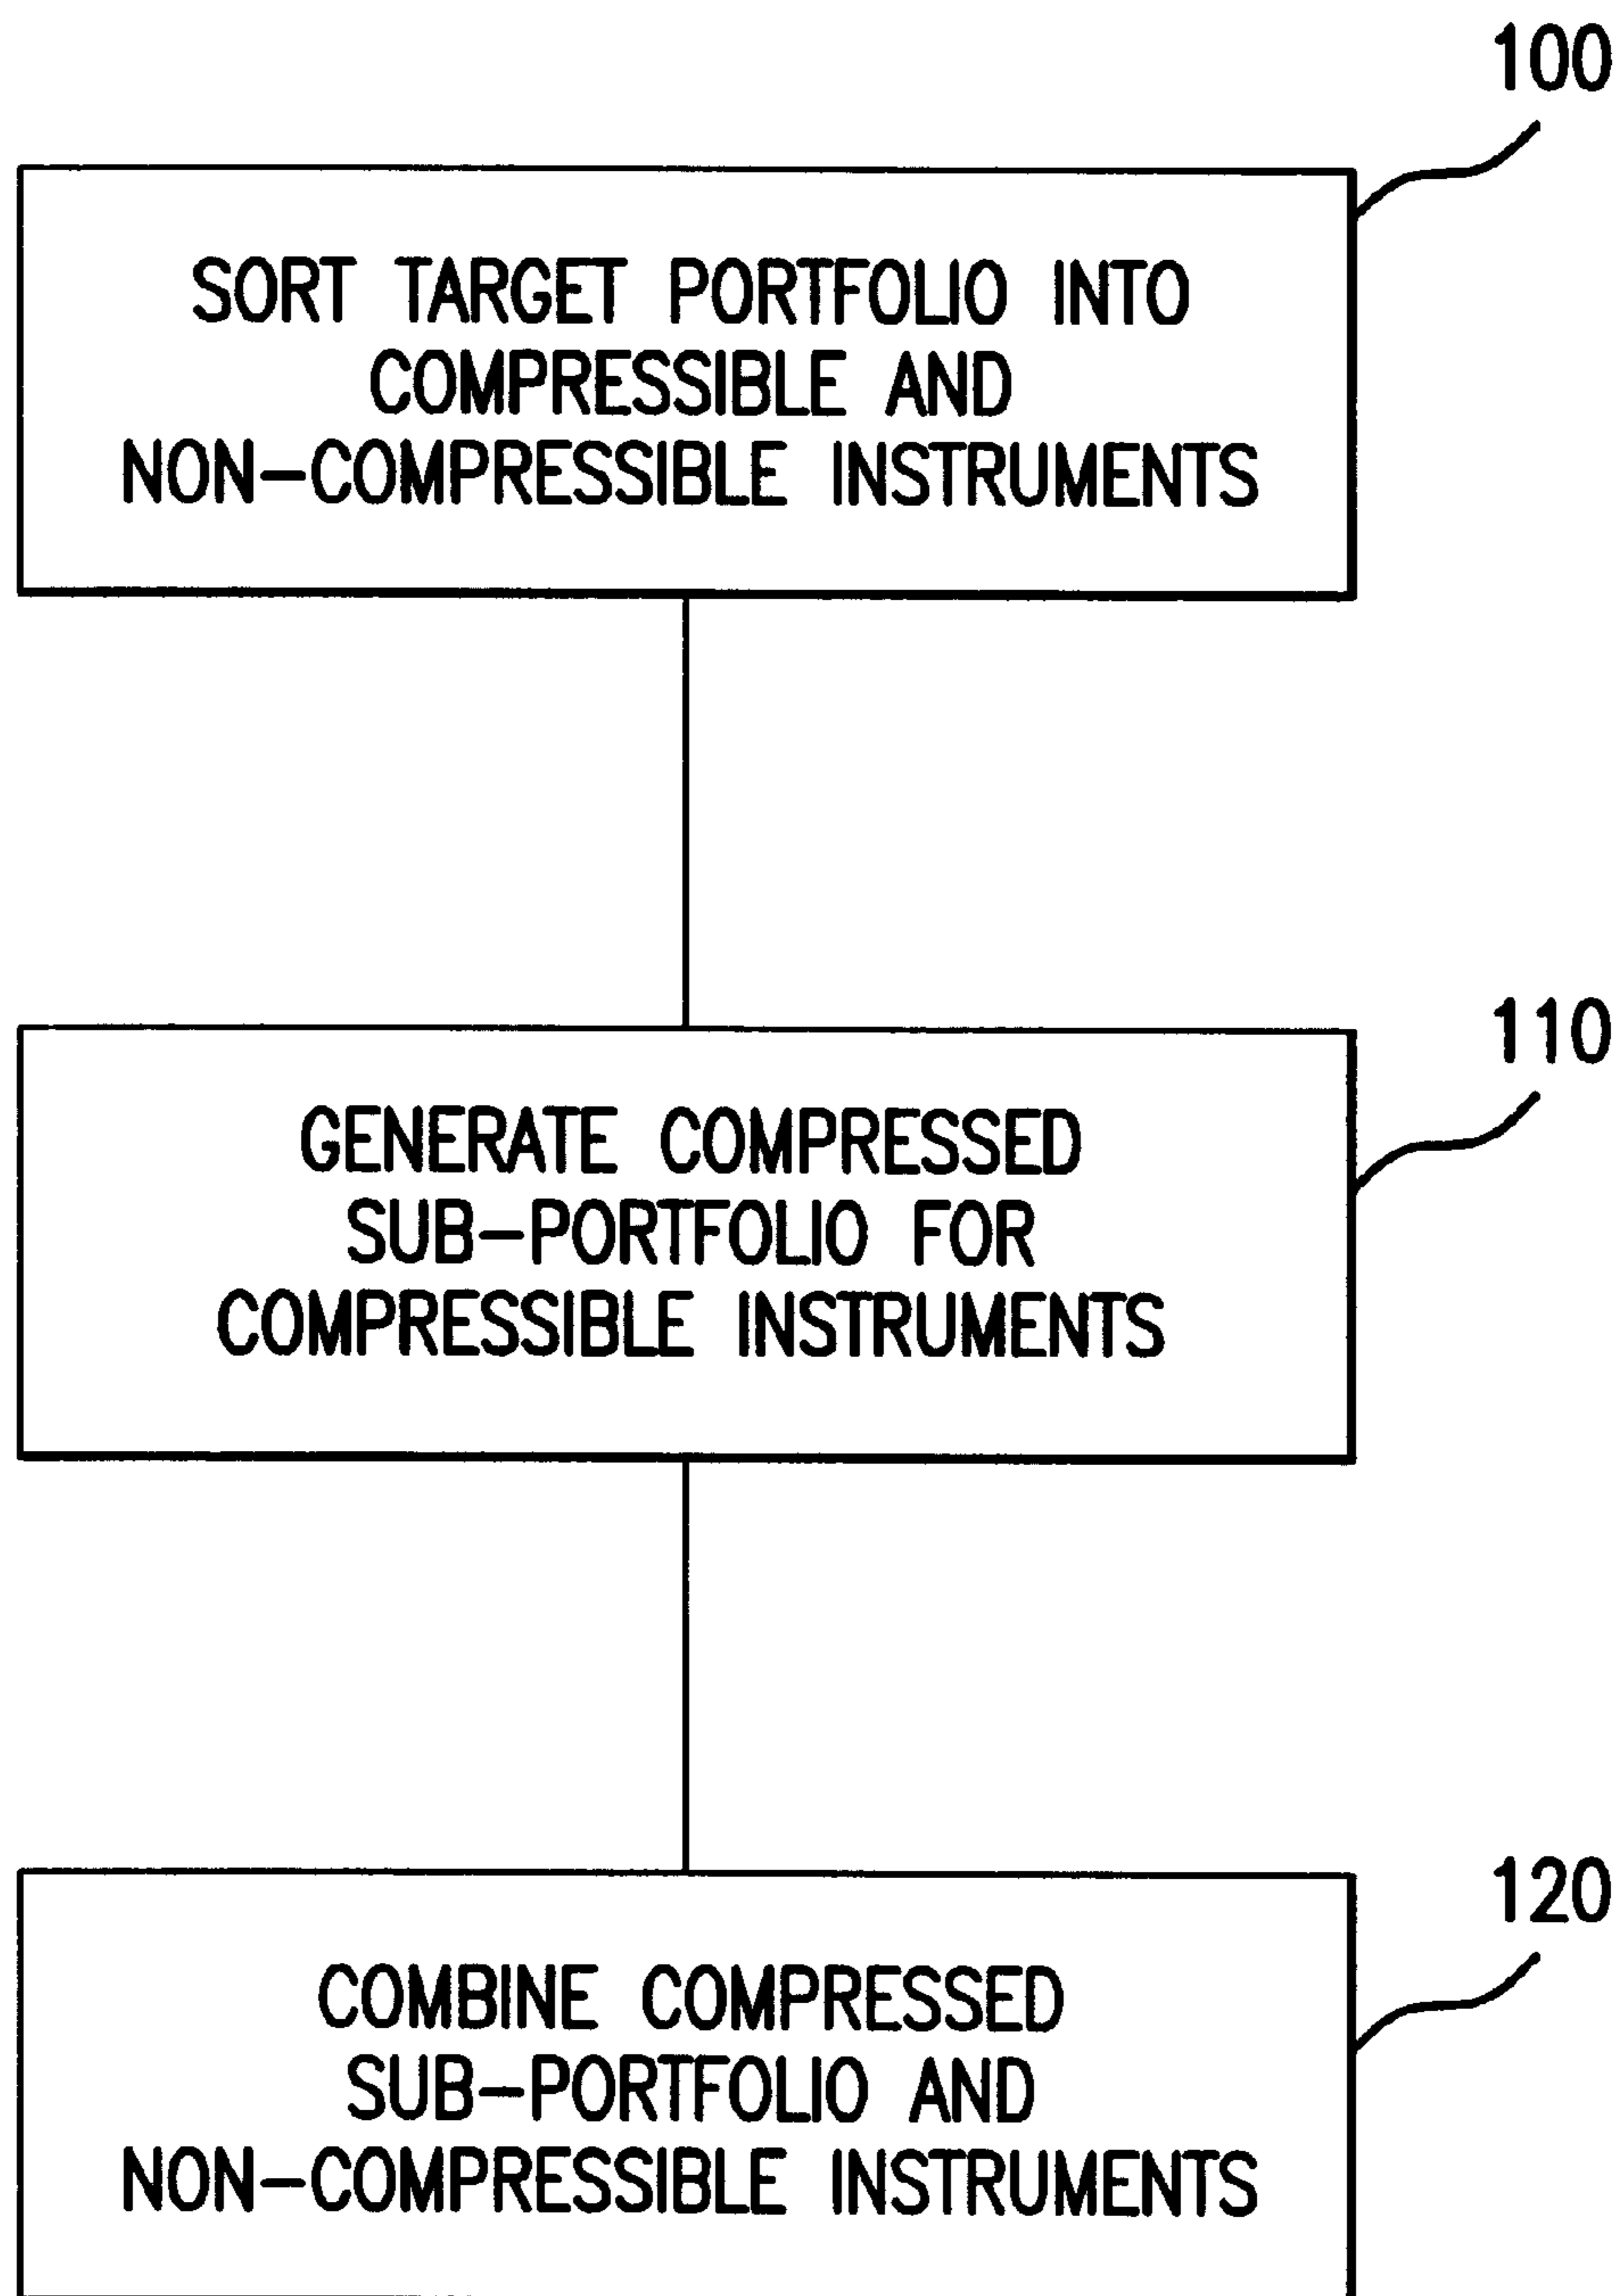 100
SORT TARGET PORTFOLIO INTO
COMPRESSIBLE AND
NON-COMPRESSIBLE INSTRUMENTS
110
GENERATE COMPRESSED
SUB-PORTFOLIO FOR
COMPRESSIBLE INSTRUMENTS
120
COMBINE COMPRESSED
SUB-PORTFOLIO AND
NON-COMPRESSIBLE INSTRUMENTS